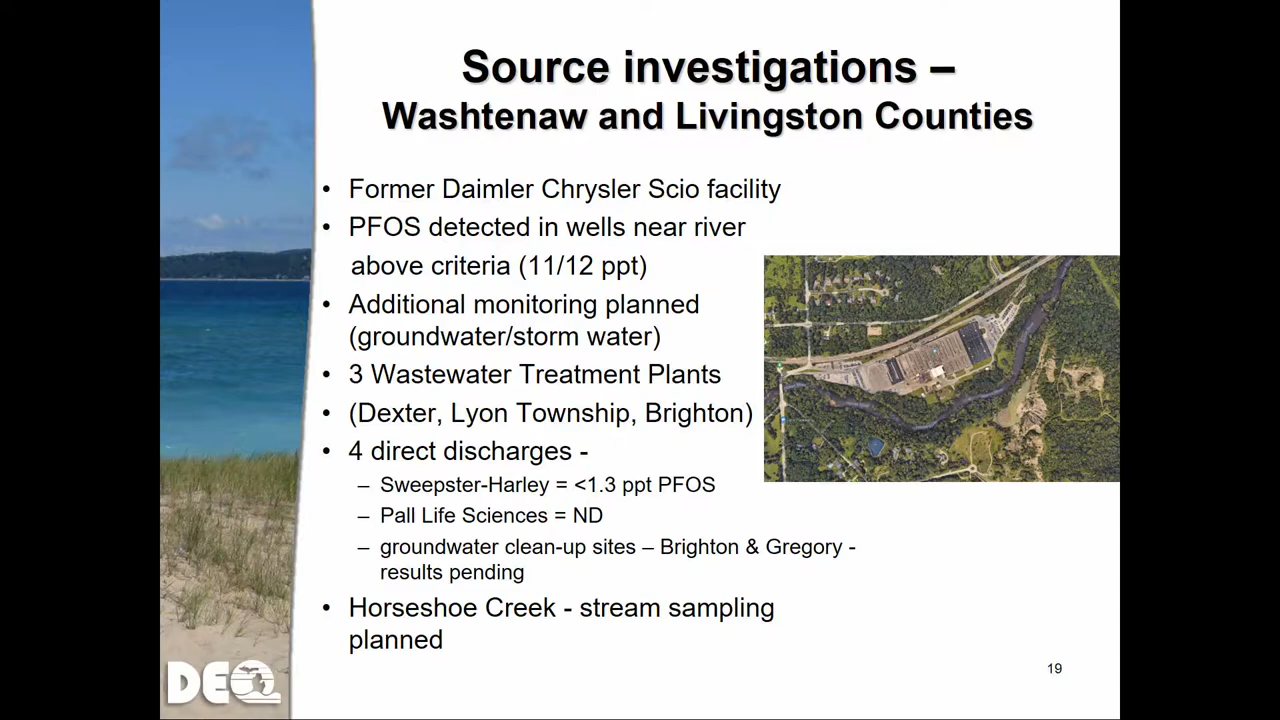 Source investigations –
Washtenaw and Livingston Counties
• Former Daimler Chrysler Scio facility
• PFOS detected in wells near river
above criteria (11/12 ppt)
• Additional monitoring planned
(groundwater/storm water)
• 3 Wastewater Treatment Plants
• (Dexter, Lyon Township, Brighton)
• 4 direct discharges -
– Sweepster-Harley = <1.3 ppt PFOS
– Pall Life Sciences = ND
– groundwater clean-up sites – Brighton & Gregory -
results pending
• Horseshoe Creek - stream sampling
planned
DEQ
19